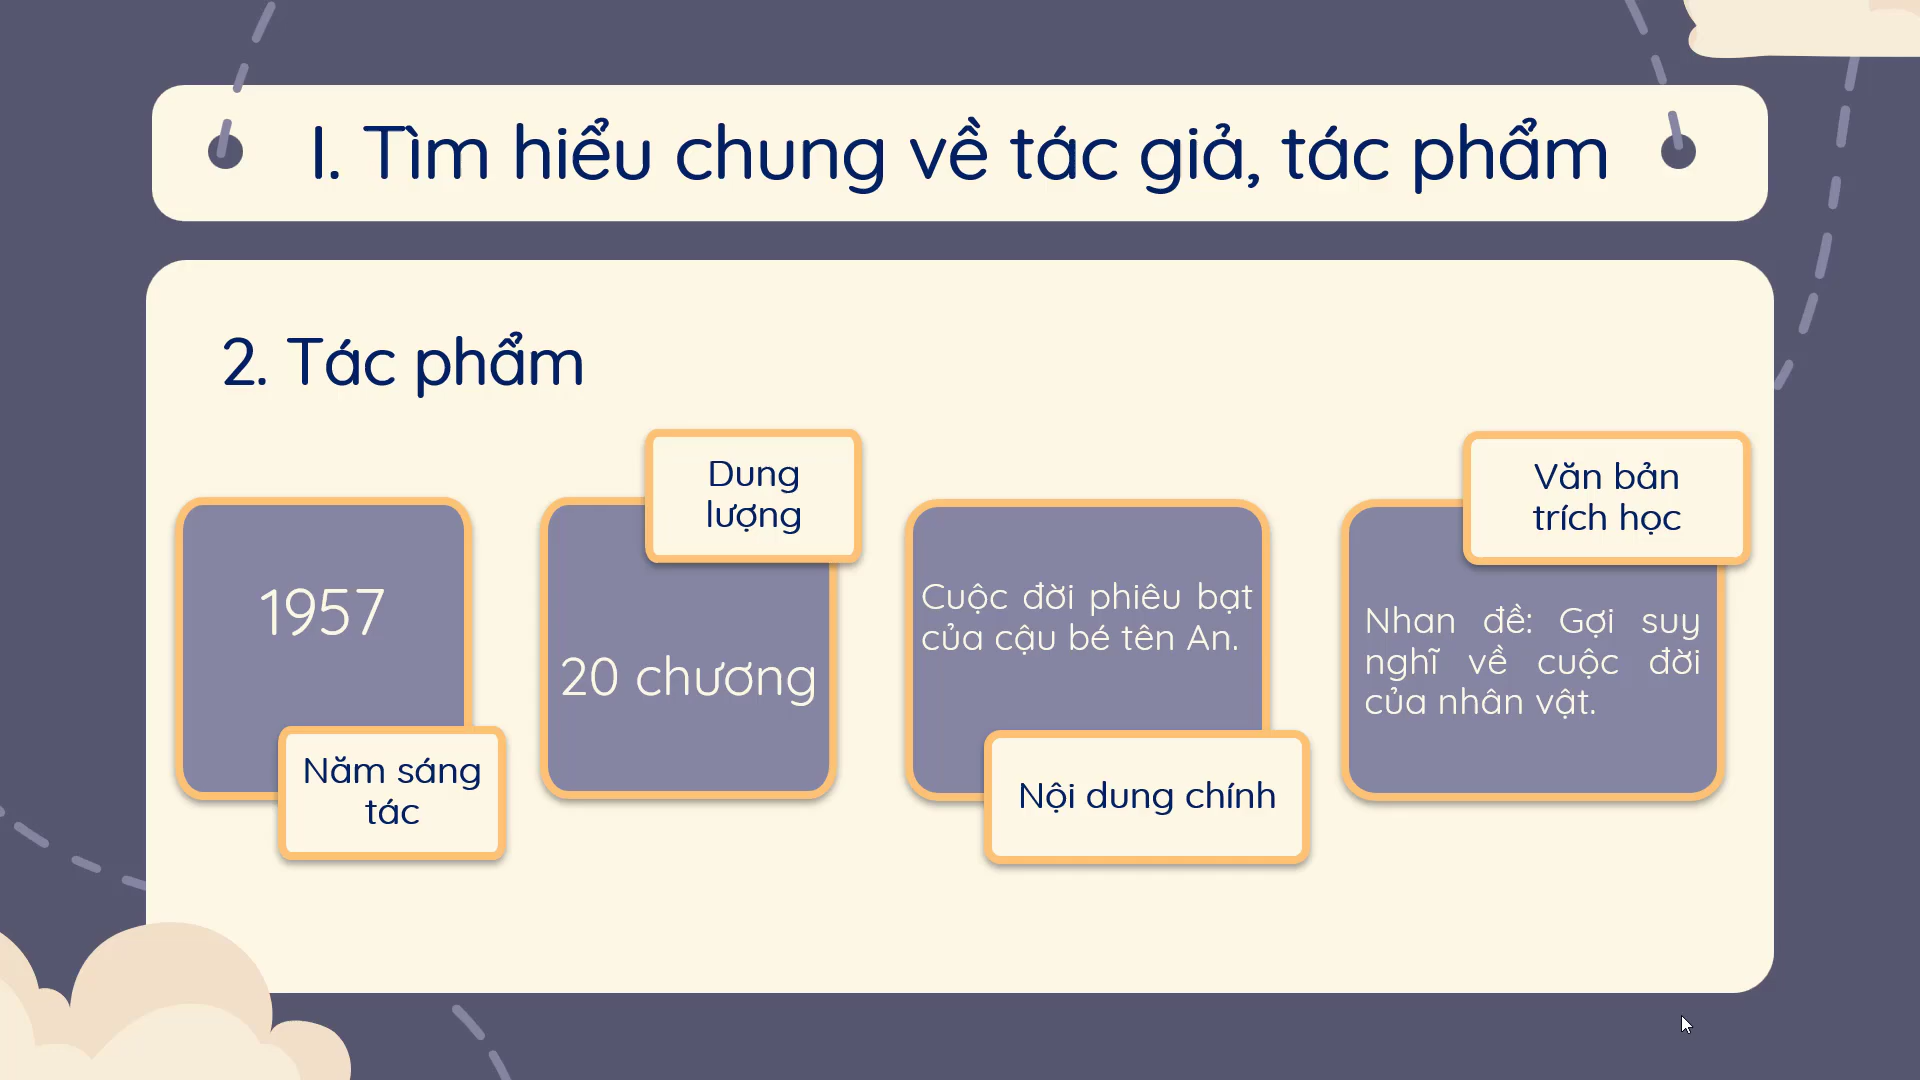 I. Tìm hiểu chung về tác giả, tác phẩm
2. Tác phẩm
1957
Năm sáng
tác
Dung
lượng
20 chương
Cuộc đời phiêu bạt
của cậu bé tên An.
Nội dung chính
Văn bản
trích học
Nhan đề: Gợi suy
nghĩ về cuộc đời
của nhân vật.